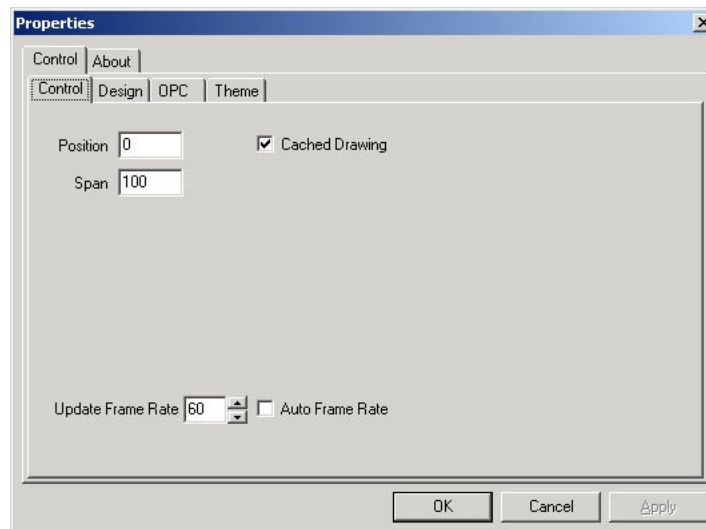 Properties
Control About
Control Design OPC Theme
Position 0 Cached Drawing
Span 100
Update Frame Rate 60 Auto Frame Rate
OK Cancel Apply